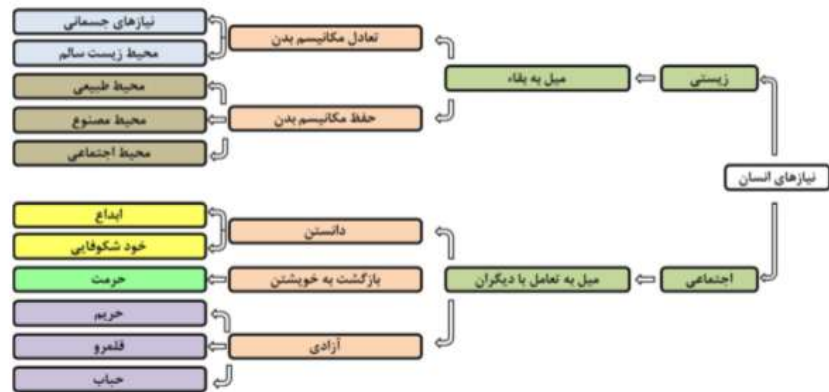 نیازهای انسان
زیستی
میل به بقاء
تعادل مکانیسم بدن
نیازهای جسمانی
محیط زیست سالم
حفظ مکانیسم بدن
محیط طبیعی
محیط مصنوع
محیط اجتماعی
اجتماعی
میل به تعامل با دیگران
دانستن
ابداع
خود شکوفایی
بازگشت به خویشتن
حرمت
آزادی
حریم
قلمرو
حباب